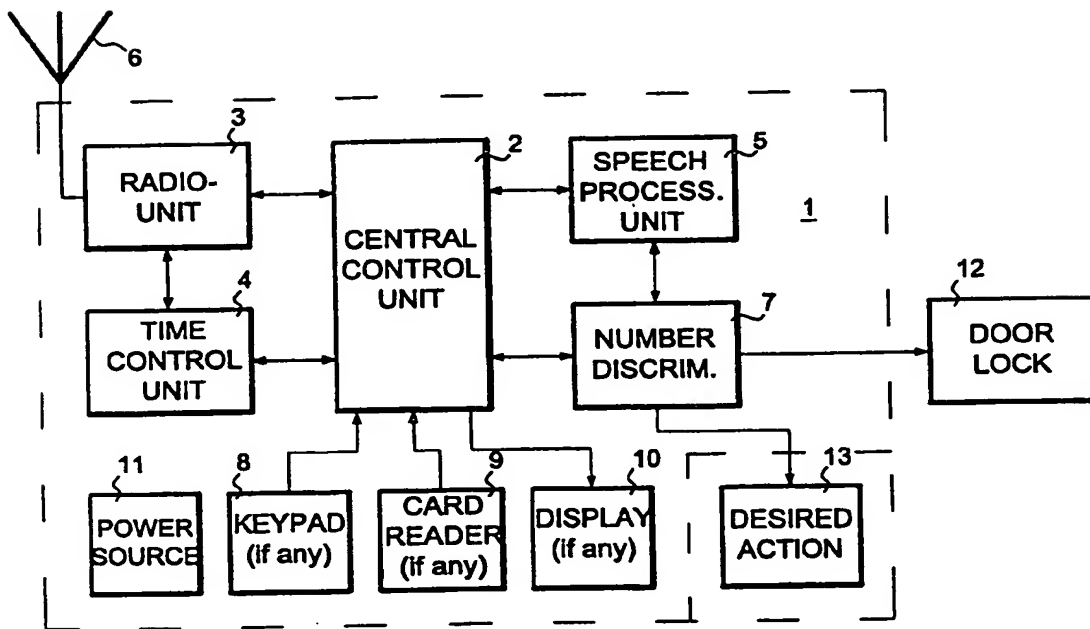 6
3
RADIO-
UNIT
2
CENTRAL
CONTROL
UNIT
5
SPEECH
PROCESS.
UNIT
1
4
TIME
CONTROL
UNIT
7
NUMBER
DISCRIM.
12
DOOR
LOCK
11
POWER
SOURCE
8
KEYPAD
(if any)
9
CARD
READER
(if any)
10
DISPLAY
(if any)
13
DESIRED
ACTION